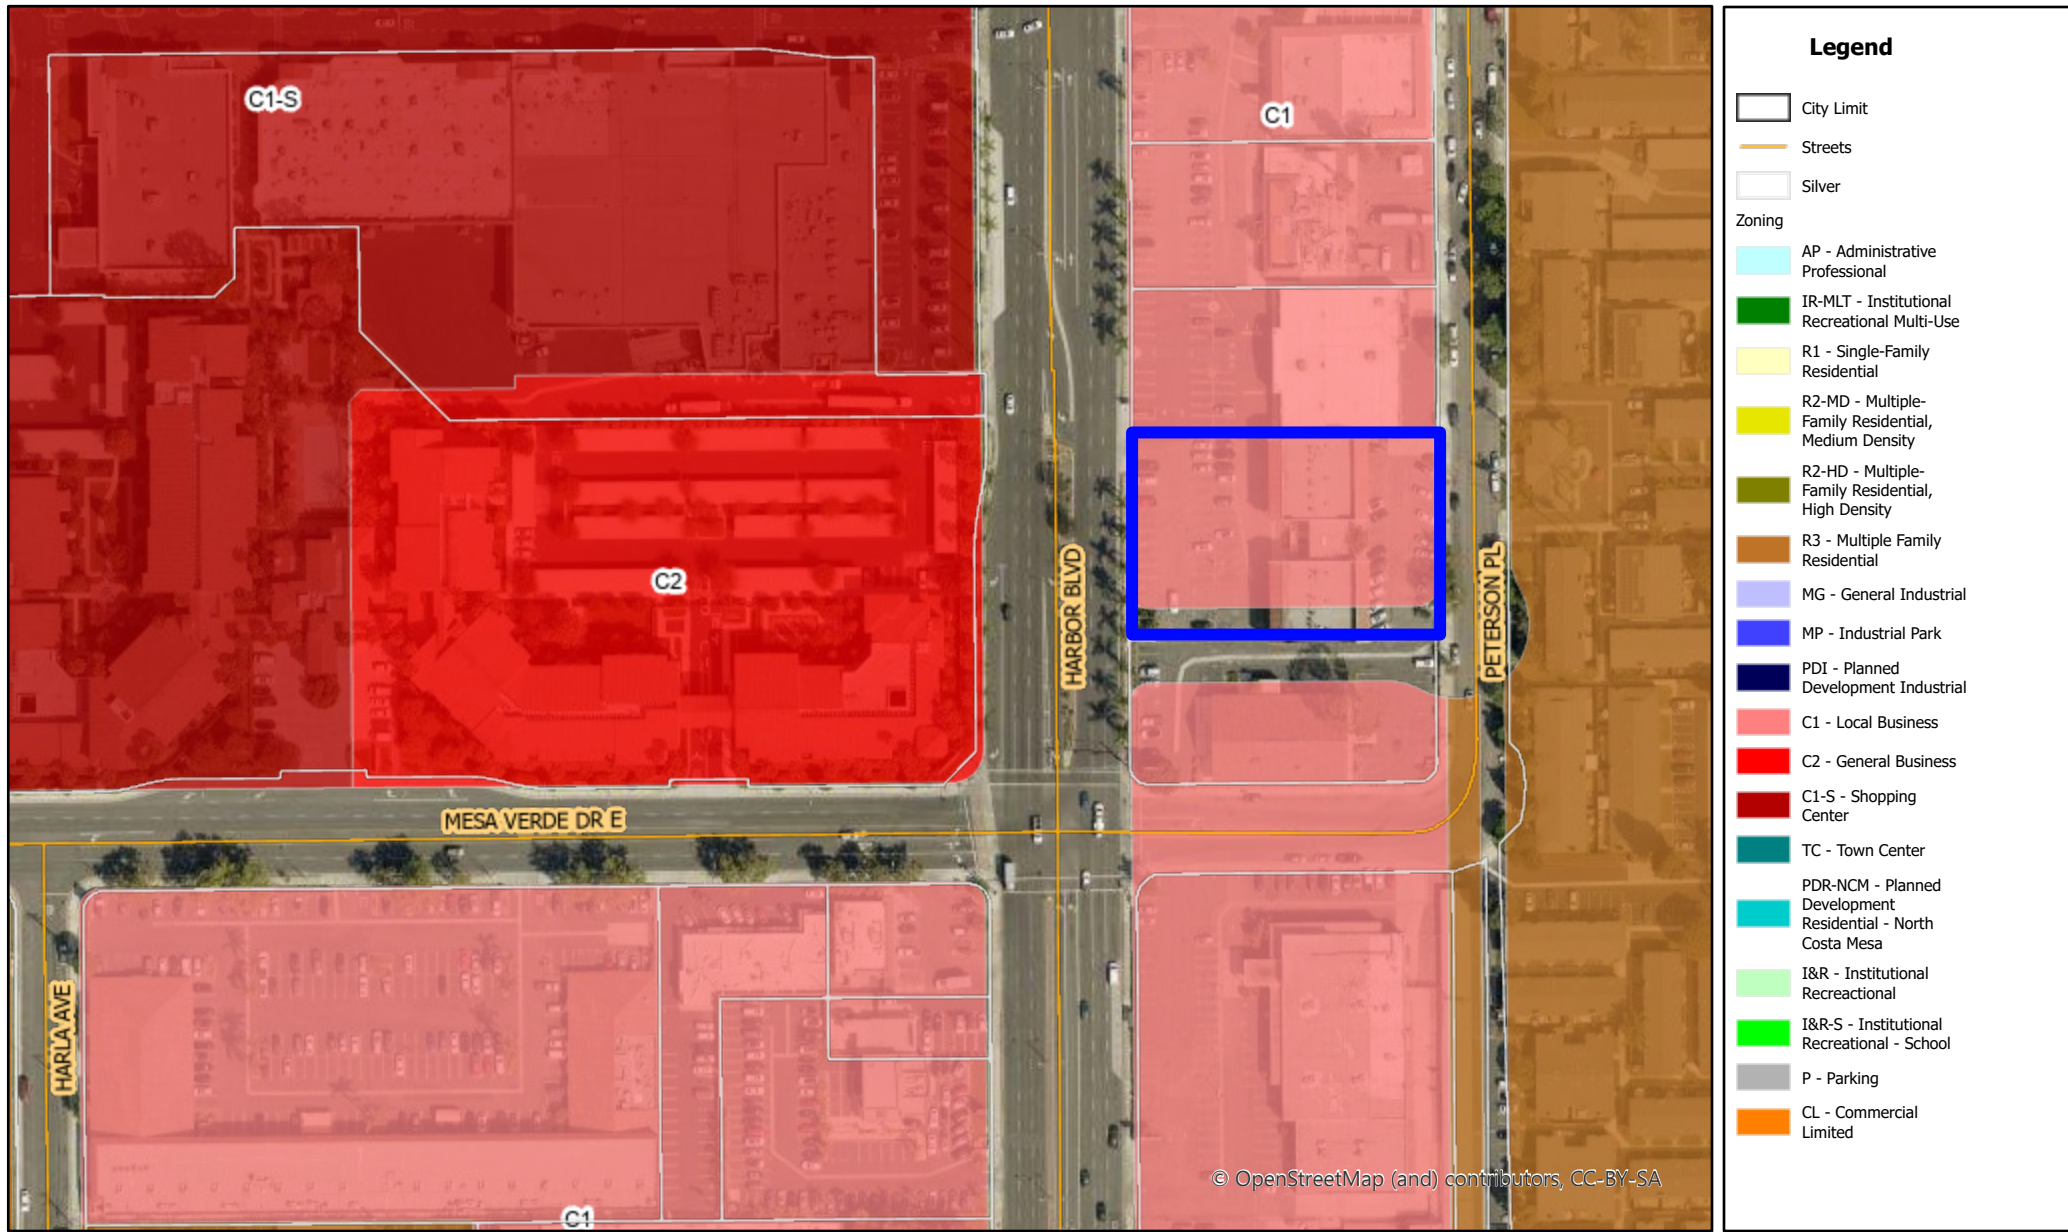 C1-S
C1
C2
HARBOR BLVD
PETERSON PL
MESA VERDE DR E
HARLA AVE
C1
© OpenStreetMap (and) contributors, CC-BY-SA
Legend
City Limit
Streets
Silver
Zoning
AP - Administrative
Professional
IR-MLT - Institutional
Recreational Multi-Use
R1 - Single-Family
Residential
R2-MD - Multiple-
Family Residential,
Medium Density
R2-HD - Multiple-
Family Residential,
High Density
R3 - Multiple Family
Residential
MG - General Industrial
MP - Industrial Park
PDI - Planned
Development Industrial
C1 - Local Business
C2 - General Business
C1-S - Shopping
Center
TC - Town Center
PDR-NCM - Planned
Development
Residential - North
Costa Mesa
I&R - Institutional
Recreactional
I&R-S - Institutional
Recreational - School
P - Parking
CL - Commercial
Limited